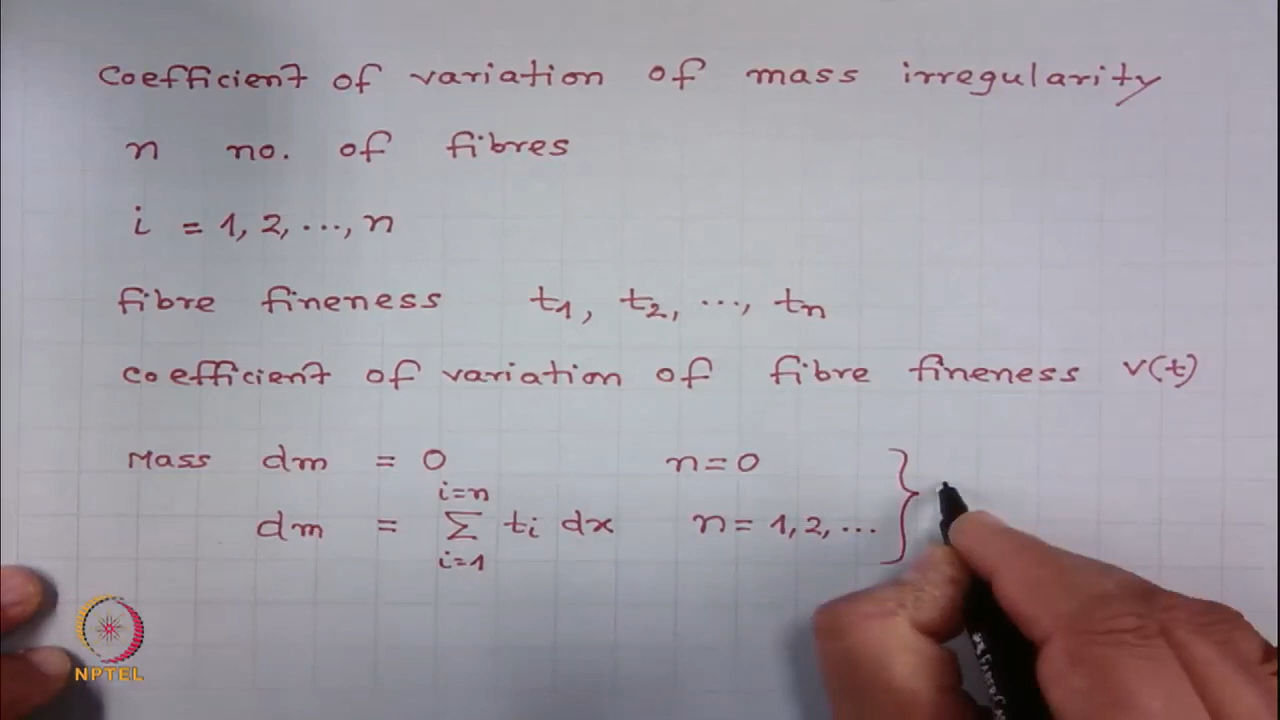 coefficient of variation of mass irregularity
n no. of fibres
i = 1, 2, ..., n
fibre fineness t₁, t₂, ..., tₙ
coefficient of variation of fibre fineness v(t)
Mass dm = 0 n = 0
i=n
dm = Σ tᵢ dx n = 1, 2, ...
i=1
NPTEL